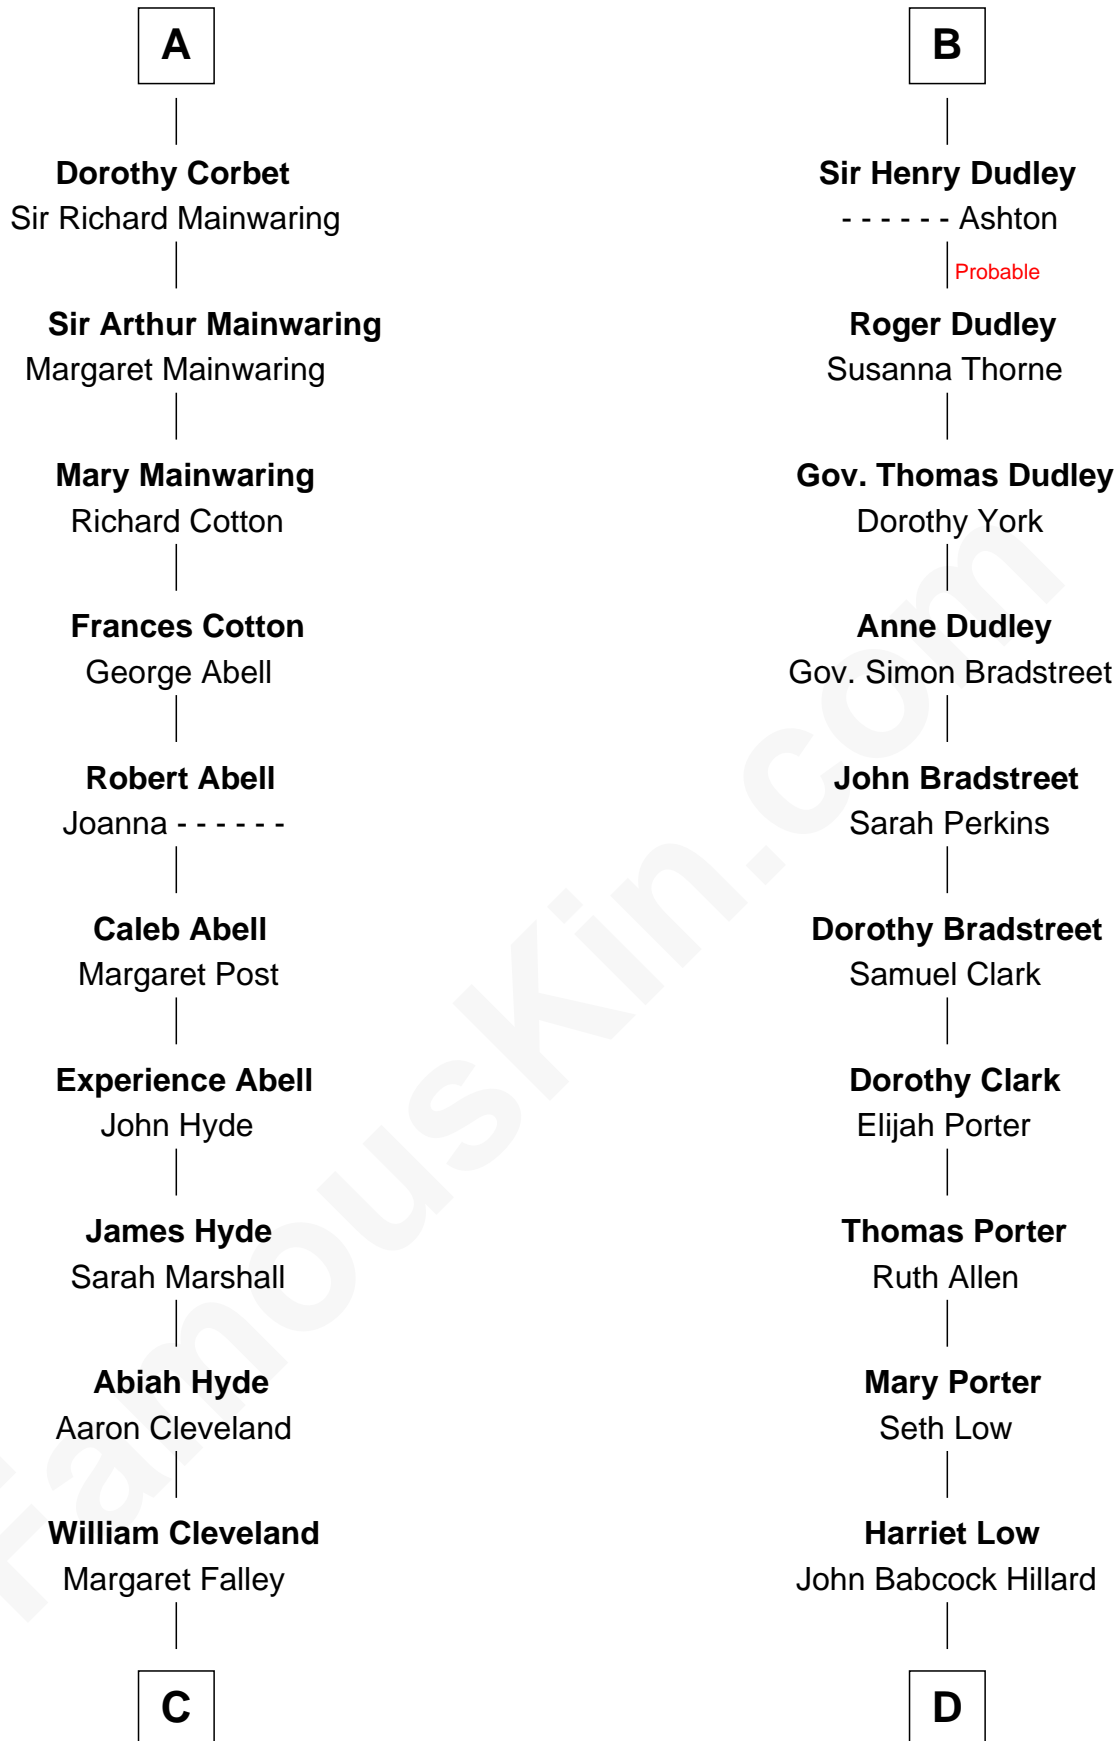 A
Dorothy Corbet
Sir Richard Mainwaring
Sir Arthur Mainwaring
Margaret Mainwaring
Mary Mainwaring
Richard Cotton
Frances Cotton
George Abell
Robert Abell
Joanna - - - - - -
Caleb Abell
Margaret Post
Experience Abell
John Hyde
James Hyde
Sarah Marshall
Abiah Hyde
Aaron Cleveland
William Cleveland
Margaret Falley
C
B
Sir Henry Dudley
- - - - - - Ashton
Probable
Roger Dudley
Susanna Thorne
Gov. Thomas Dudley
Dorothy York
Anne Dudley
Gov. Simon Bradstreet
John Bradstreet
Sarah Perkins
Dorothy Bradstreet
Samuel Clark
Dorothy Clark
Elijah Porter
Thomas Porter
Ruth Allen
Mary Porter
Seth Low
Harriet Low
John Babcock Hillard
D
FamousKin.com